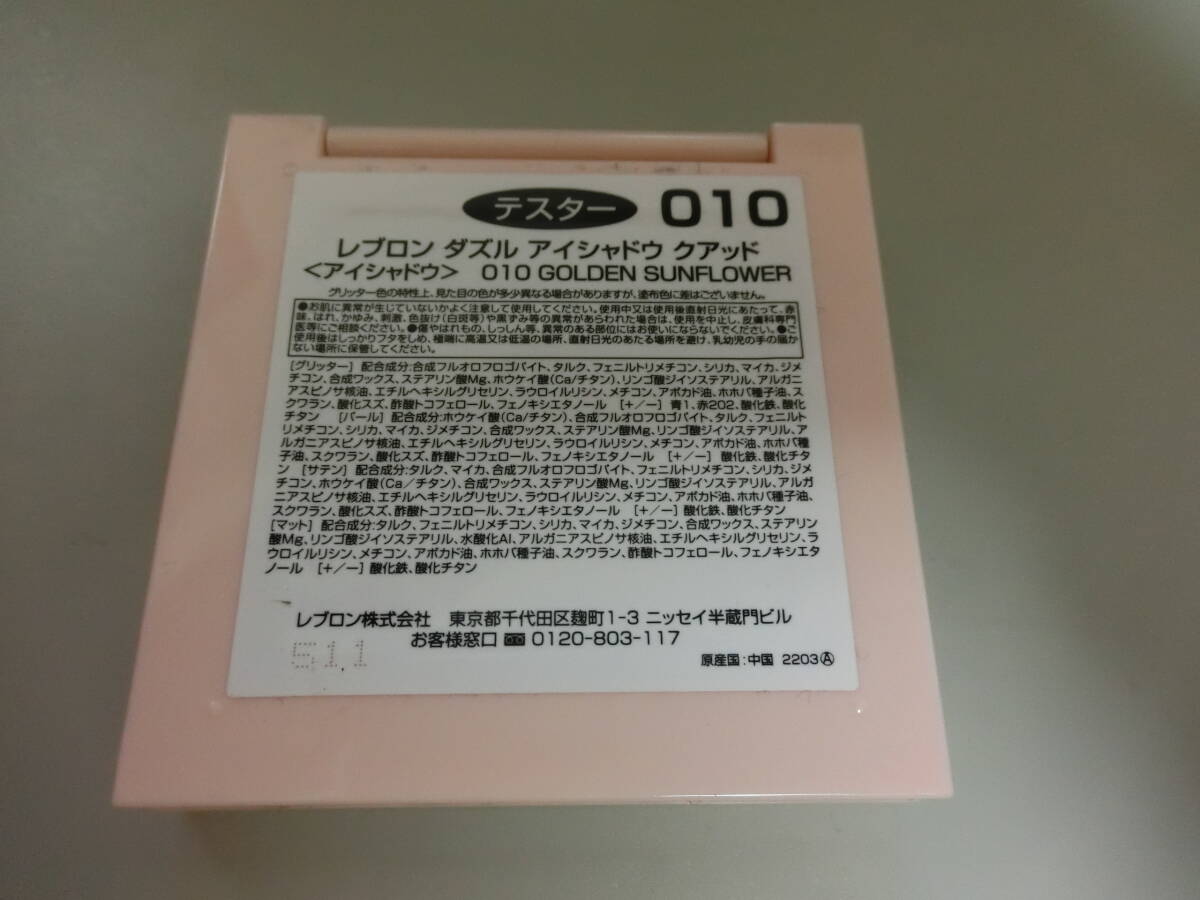 テスター 010
レブロン ダズル アイシャドウ クアッド
＜アイシャドウ＞ 010 GOLDEN SUNFLOWER
グリッター色の特性上、見た目の色が多少異なる場合がありますが、塗布色に差はございません。
●お肌に異常が生じていないかよく注意して使用してください。使用中又は使用後直射日光にあたって、赤
味、はれ、かゆみ、刺激、色抜け(白斑等)や黒ずみ等の異常があらわれた場合は、使用を中止し、皮膚科専門
医等にご相談ください。●傷やはれもの、しっしん等、異常のある部位にはお使いにならないでください。●ご
使用後はしっかりフタをしめ、極端に高温又は低温の場所、直射日光のあたる場所を避け、乳幼児の手の届か
ない場所に保管してください。
[グリッター] 配合成分:合成フルオロフロゴパイト、タルク、フェニルトリメチコン、シリカ、マイカ、ジメ
チコン、合成ワックス、ステアリン酸Mg、ホウケイ酸(Ca/チタン)、リンゴ酸ジイソステアリル、アルガニ
アスピノサ核油、エチルヘキシルグリセリン、ラウロイルリシン、メチコン、アボカド油、ホホバ種子油、ス
クワラン、酸化スズ、酢酸トコフェロール、フェノキシエタノール [+/ー] 青1、赤202、酸化鉄、酸化
チタン [パール] 配合成分:ホウケイ酸(Ca/チタン)、合成フルオロフロゴパイト、タルク、フェニルト
リメチコン、シリカ、マイカ、ジメチコン、合成ワックス、ステアリン酸Mg、リンゴ酸ジイソステアリル、ア
ルガニアスピノサ核油、エチルヘキシルグリセリン、ラウロイルリシン、メチコン、アボカド油、ホホバ種
子油、スクワラン、酸化スズ、酢酸トコフェロール、フェノキシエタノール [+/ー] 酸化鉄、酸化チタ
ン [サテン] 配合成分:タルク、マイカ、合成フルオロフロゴパイト、フェニルトリメチコン、シリカ、ジメ
チコン、ホウケイ酸(Ca／チタン)、合成ワックス、ステアリン酸Mg、リンゴ酸ジイソステアリル、アルガ
ニアスピノサ核油、エチルヘキシルグリセリン、ラウロイルリシン、メチコン、アボカド油、ホホバ種子油、
スクワラン、酸化スズ、酢酸トコフェロール、フェノキシエタノール [+／ー] 酸化鉄、酸化チタン
[マット] 配合成分:タルク、フェニルトリメチコン、シリカ、マイカ、ジメチコン、合成ワックス、ステアリン
酸Mg、リンゴ酸ジイソステアリル、水酸化Al、アルガニアスピノサ核油、エチルヘキシルグリセリン、ラ
ウロイルリシン、メチコン、アボカド油、ホホバ種子油、スクワラン、酢酸トコフェロール、フェノキシエタ
ノール [+／ー] 酸化鉄、酸化チタン
レブロン株式会社 東京都千代田区麹町1-3 ニッセイ半蔵門ビル
お客様窓口 0120-803-117
511
原産国:中国 2203Ⓐ